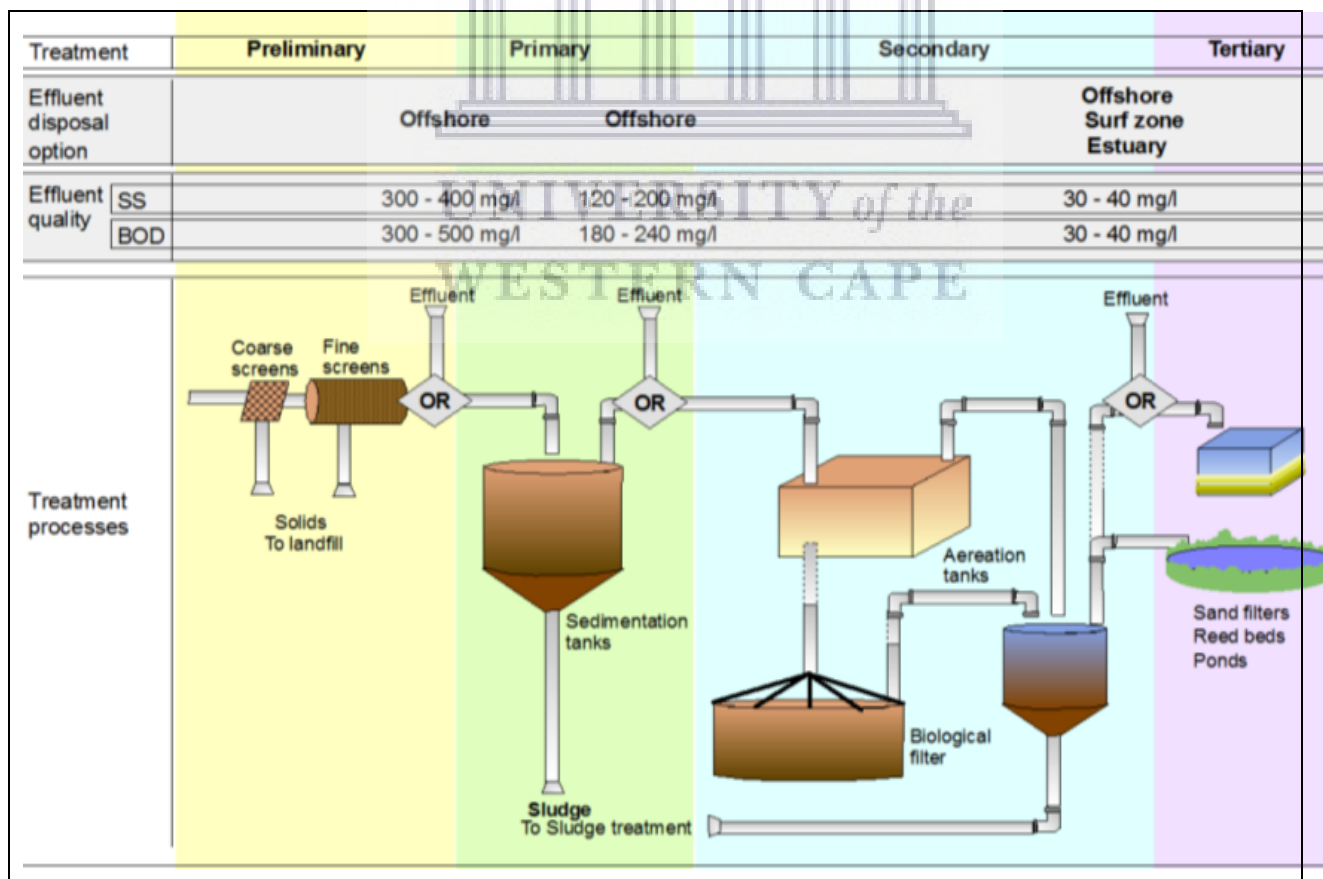 Treatment Preliminary Primary Secondary Tertiary
Effluent
disposal
option
Offshore Offshore
Offshore
Surf zone
Estuary
Effluent
quality
SS 300 - 400 mg/l 120 - 200 mg/l 30 - 40 mg/l
BOD 300 - 500 mg/l 180 - 240 mg/l 30 - 40 mg/l
UNIVERSITY of the
WESTERN CAPE
Treatment
processes
Effluent Effluent Effluent
Coarse
screens
Fine
screens
OR OR OR
Solids
To landfill
Sedimentation
tanks
Aereation
tanks
Biological
filter
Sand filters
Reed beds
Ponds
Sludge
To Sludge treatment